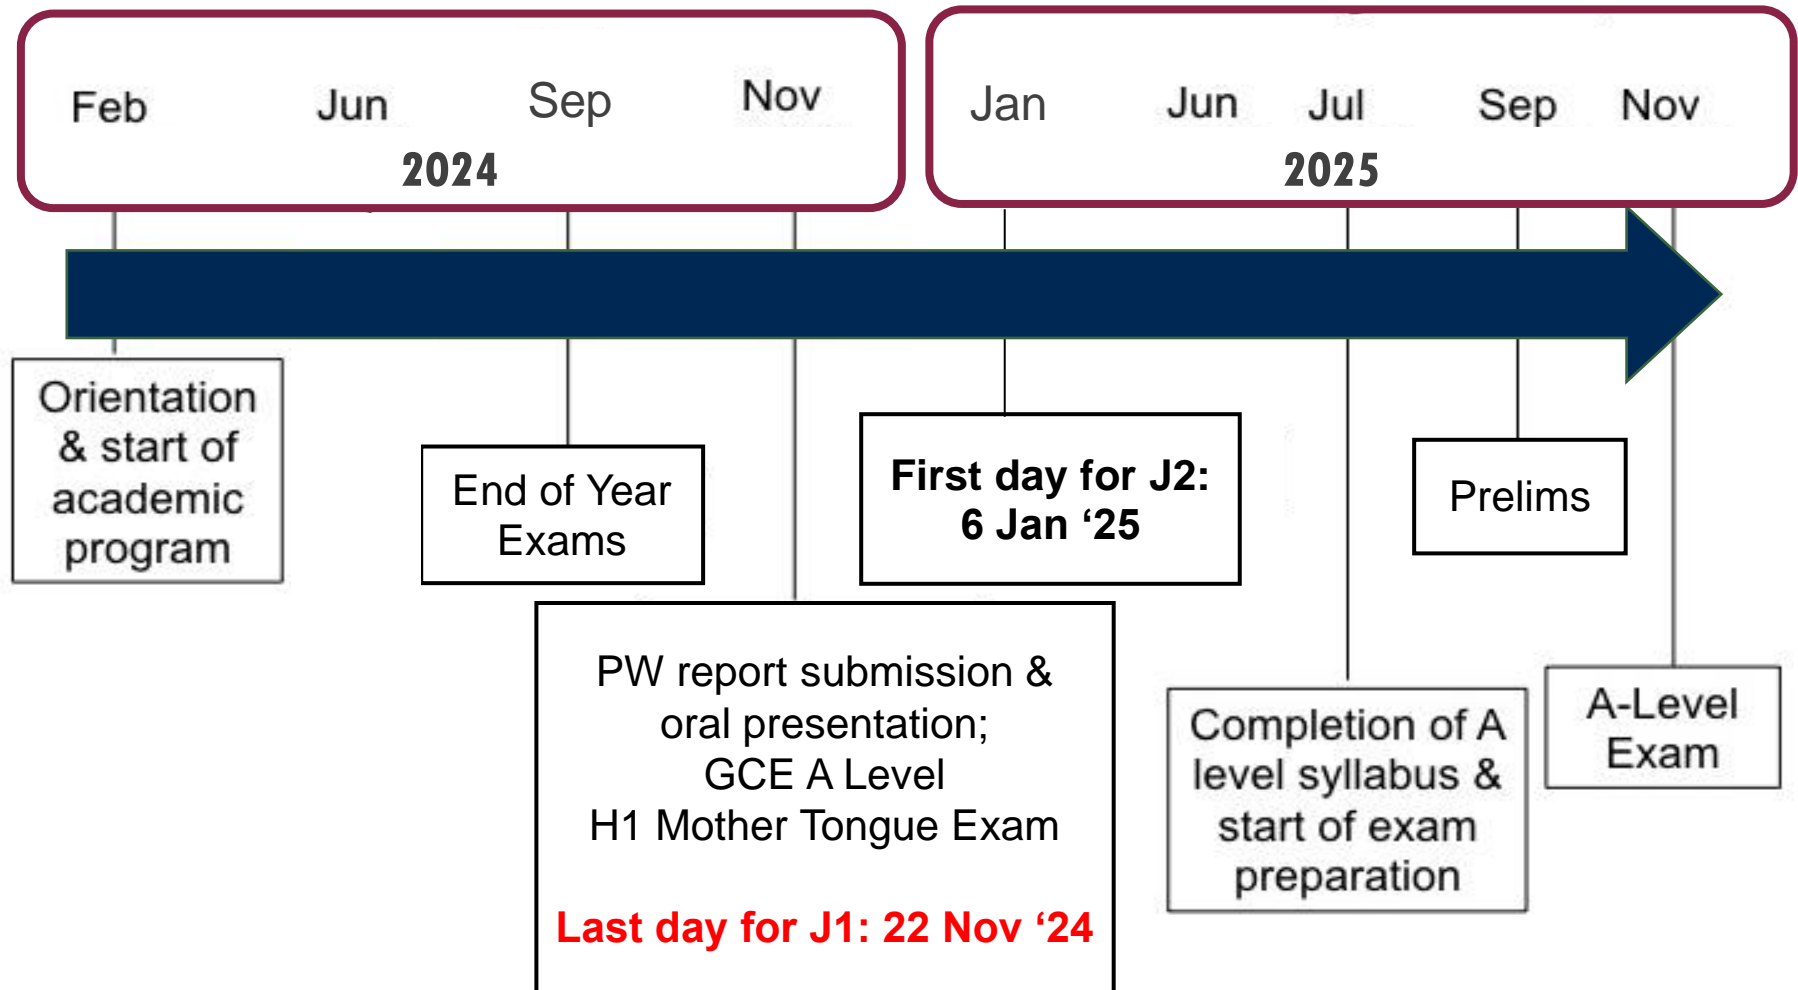 Feb Jun Sep Nov
2024
Jan Jun Jul Sep Nov
2025
Orientation
& start of
academic
program
End of Year
Exams
PW report submission &
oral presentation;
GCE A Level
H1 Mother Tongue Exam
Last day for J1: 22 Nov ‘24
First day for J2:
6 Jan ‘25
Completion of A
level syllabus &
start of exam
preparation
Prelims
A-Level
Exam